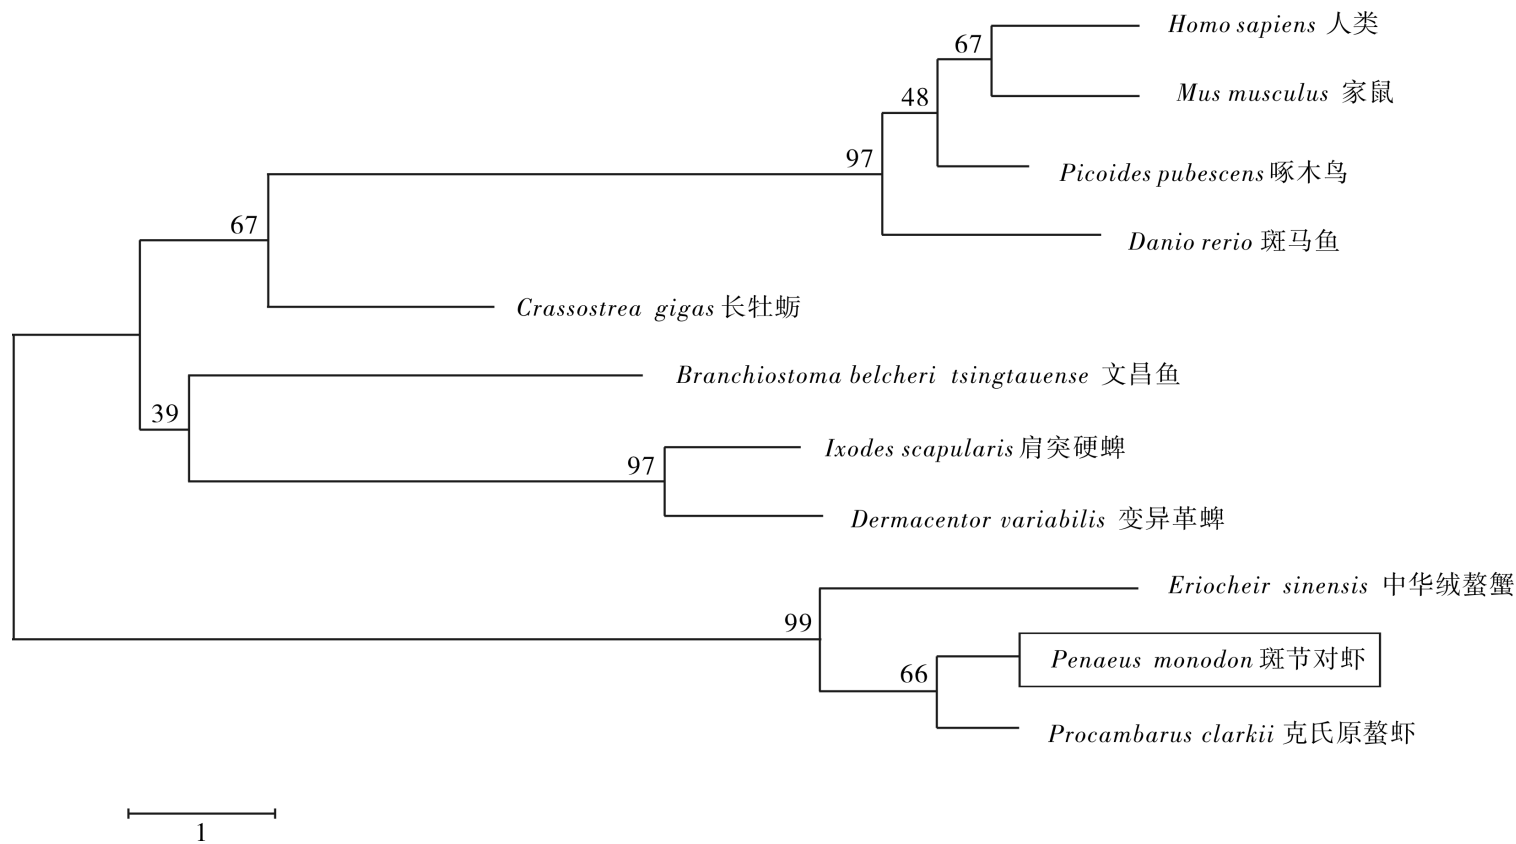 Homo sapiens 人类
67
Mus musculus 家鼠
48
97
Picoides pubescens 啄木鸟
67
Danio rerio 斑马鱼
Crassostrea gigas 长牡蛎
Branchiostoma belcheri tsingtauense 文昌鱼
39
Ixodes scapularis 肩突硬蜱
97
Dermacentor variabilis 变异革蜱
Eriocheir sinensis 中华绒螯蟹
99
Penaeus monodon 斑节对虾
66
Procambarus clarkii 克氏原螯虾
1